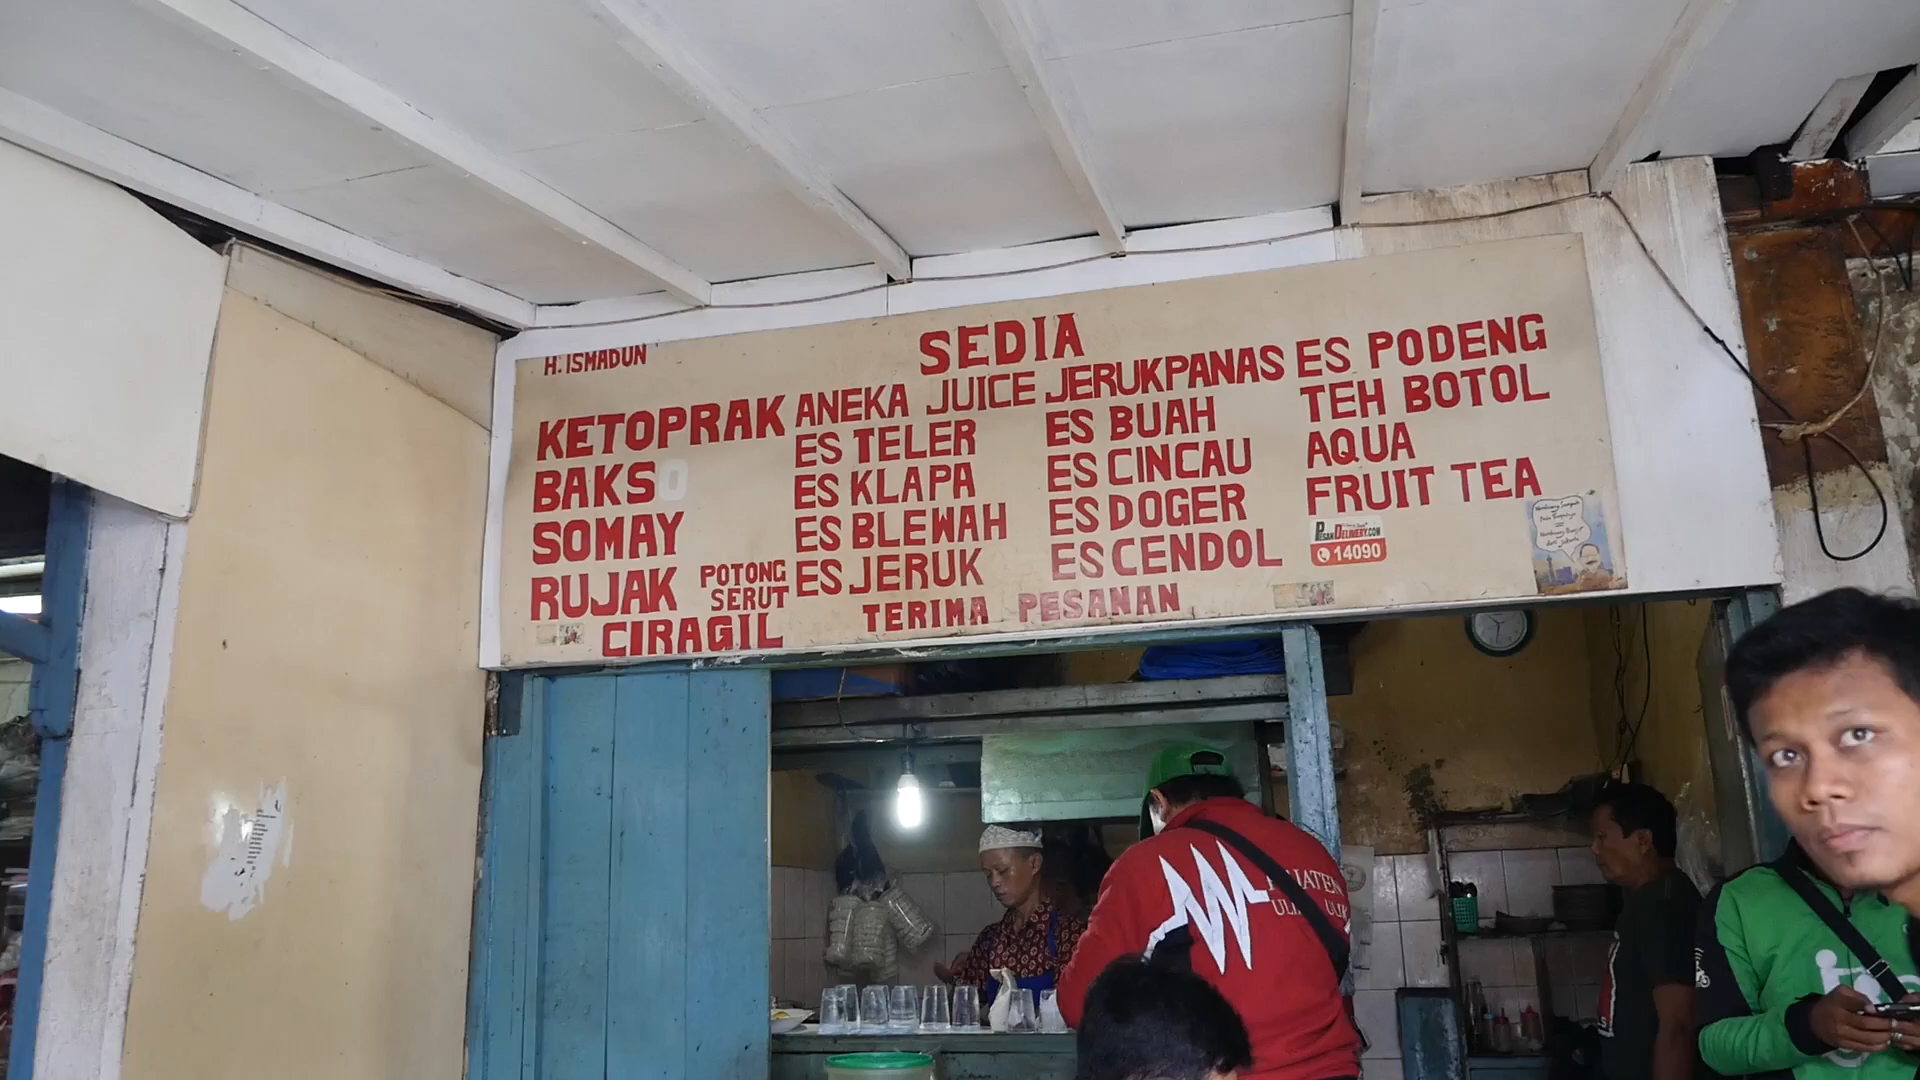 H. ISMADUN
SEDIA
KETOPRAK
BAKSO
SOMAY
RUJAK POTONG SERUT
CIRAGIL
ANEKA JUICE
ES TELER
ES KLAPA
ES BLEWAH
ES JERUK
JERUKPANAS
ES BUAH
ES CINCAU
ES DOGER
ES CENDOL
ES PODENG
TEH BOTOL
AQUA
FRUIT TEA
TERIMA PESANAN
PESANDELIVERY.COM
14090